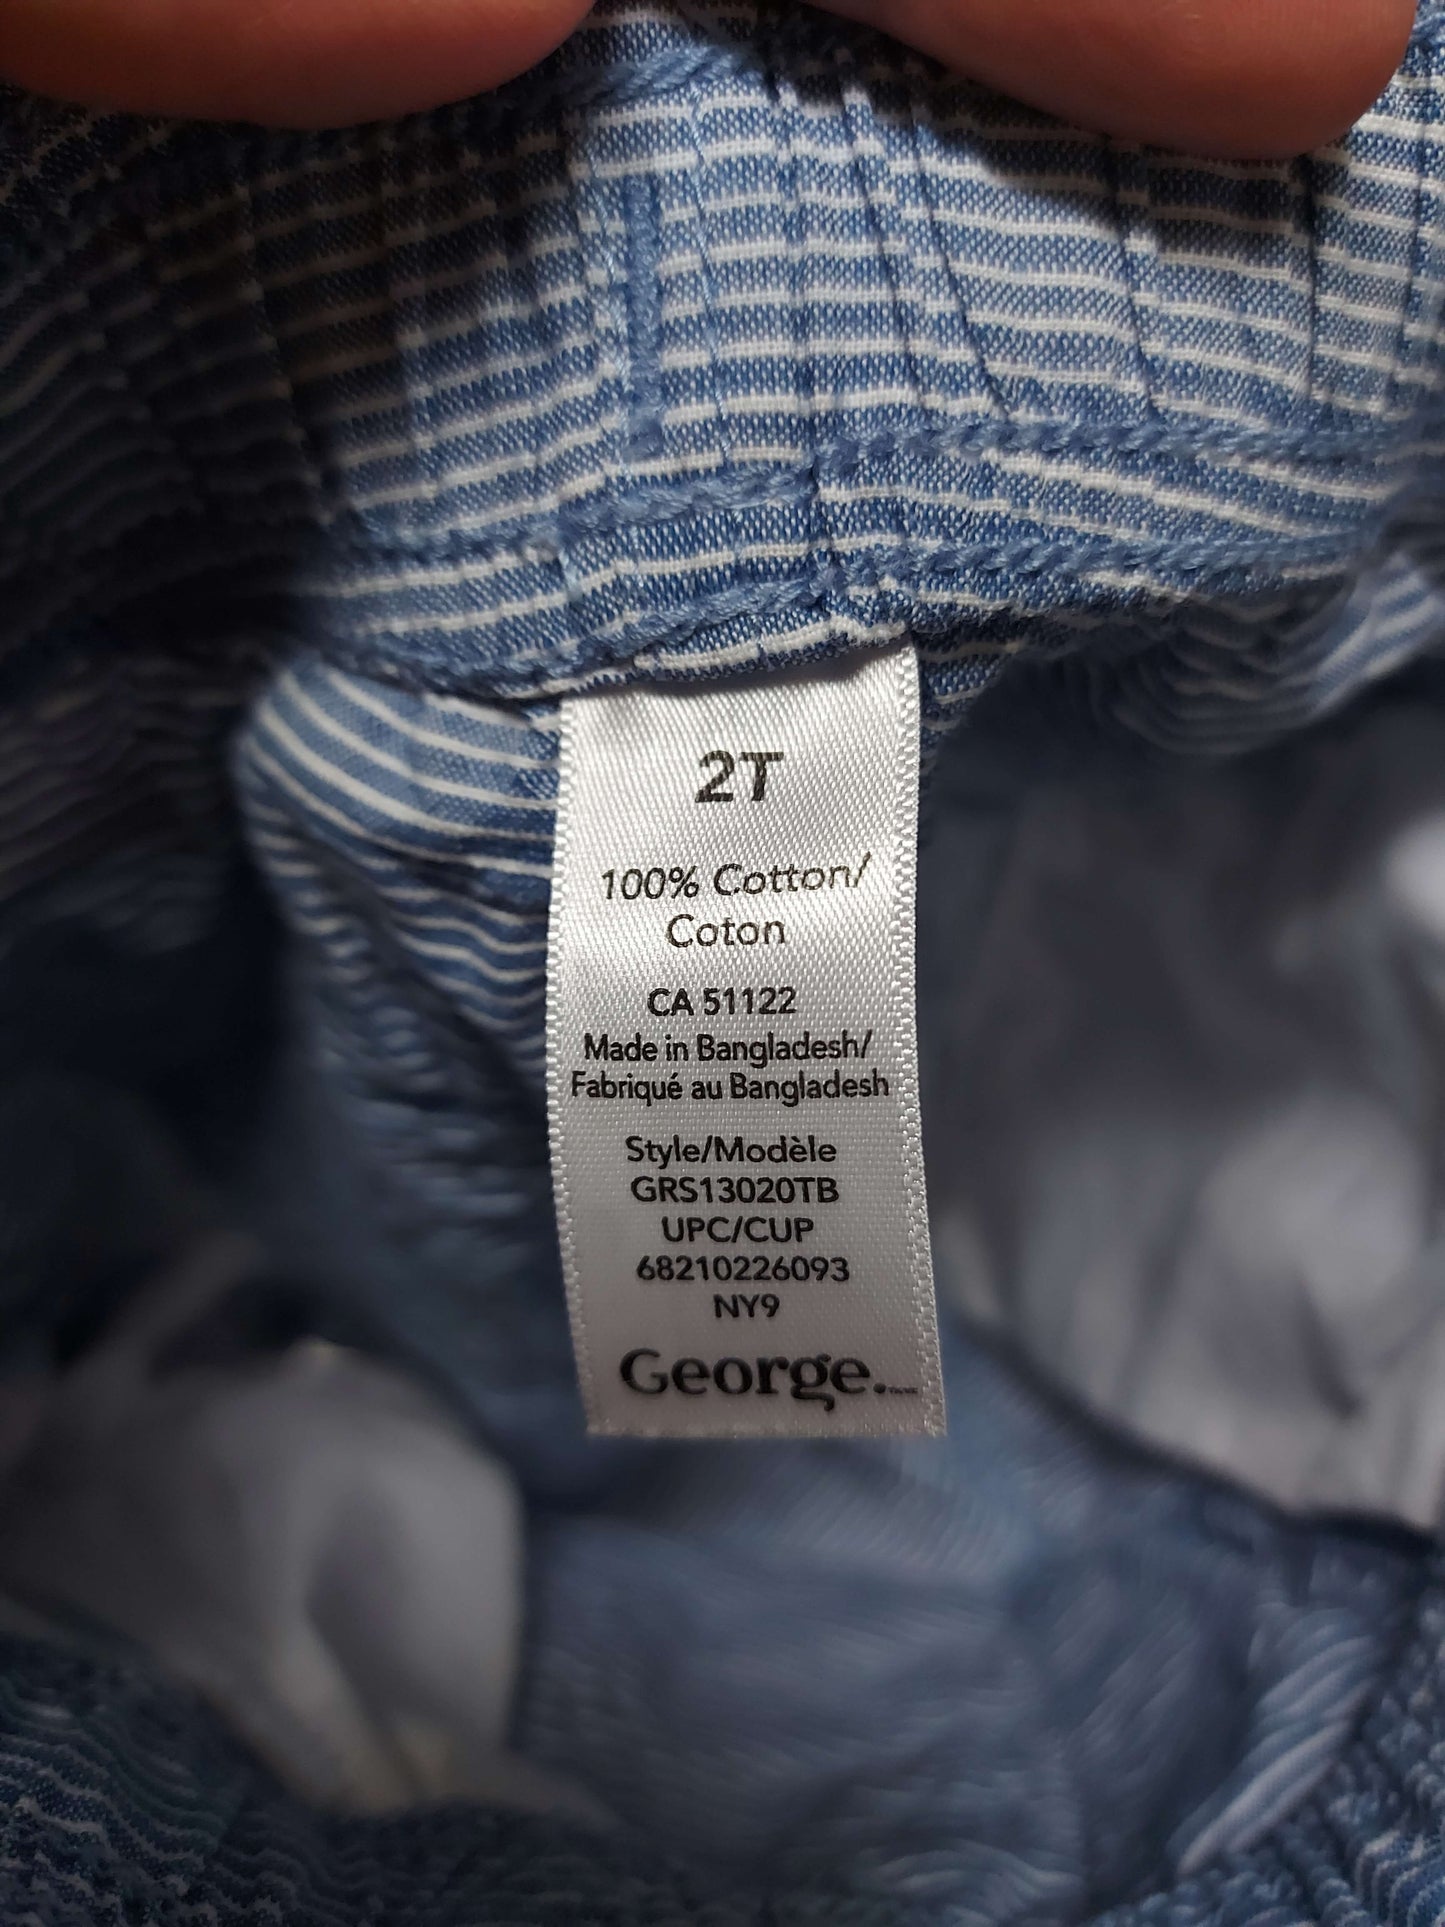 2T
100% Cotton/
Coton
CA 51122
Made in Bangladesh/
Fabriqué au Bangladesh
Style/Modèle
GRS13020TB
UPC/CUP
68210226093
NY9
George.